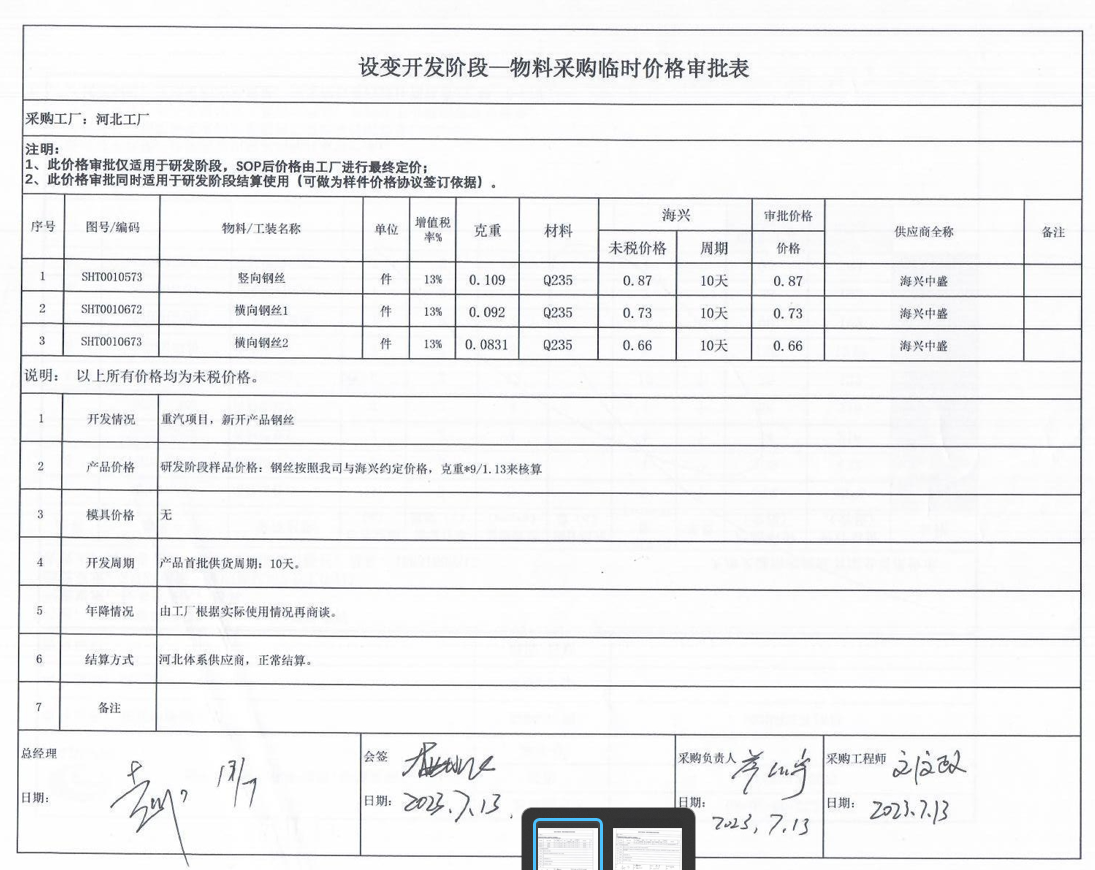 设变开发阶段—物料采购临时价格审批表
采购工厂：河北工厂
注明：
1、此价格审批仅适用于研发阶段，SOP后价格由工厂进行最终定价；
2、此价格审批同时适用于研发阶段结算使用（可做为样件价格协议签订依据）。
序号 图号/编码 物料/工装名称 单位 增值税率% 克重 材料 海兴 审批价格 供应商全称 备注
未税价格 周期 价格
1 SHT0010573 竖向钢丝 件 13% 0.109 Q235 0.87 10天 0.87 海兴中盛
2 SHT0010672 横向钢丝1 件 13% 0.092 Q235 0.73 10天 0.73 海兴中盛
3 SHT0010673 横向钢丝2 件 13% 0.0831 Q235 0.66 10天 0.66 海兴中盛
说明： 以上所有价格均为未税价格。
1 开发情况 重汽项目，新开产品钢丝
2 产品价格 研发阶段样品价格：钢丝按照我司与海兴约定价格，克重*9/1.13来核算
3 模具价格 无
4 开发周期 产品首批供货周期：10天。
5 年降情况 由工厂根据实际使用情况再商谈。
6 结算方式 河北体系供应商，正常结算。
7 备注
总经理 会签 采购负责人 采购工程师
日期： 日期：2023.7.13. 日期：2023,7.13 日期：2023.7.13